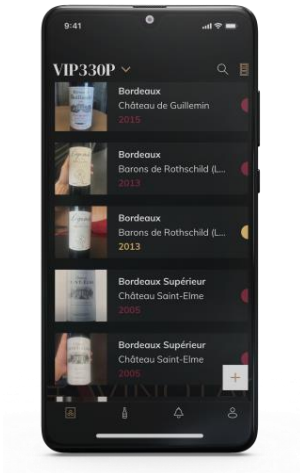 9:41
VIP330P
Bordeaux
Château de Guillemin
2015
Bordeaux
Barons de Rothschild (L...
2013
Bordeaux
Barons de Rothschild (L...
2013
Bordeaux Supérieur
Château Saint-Elme
2005
Bordeaux Supérieur
Château Saint-Elme
2005
+